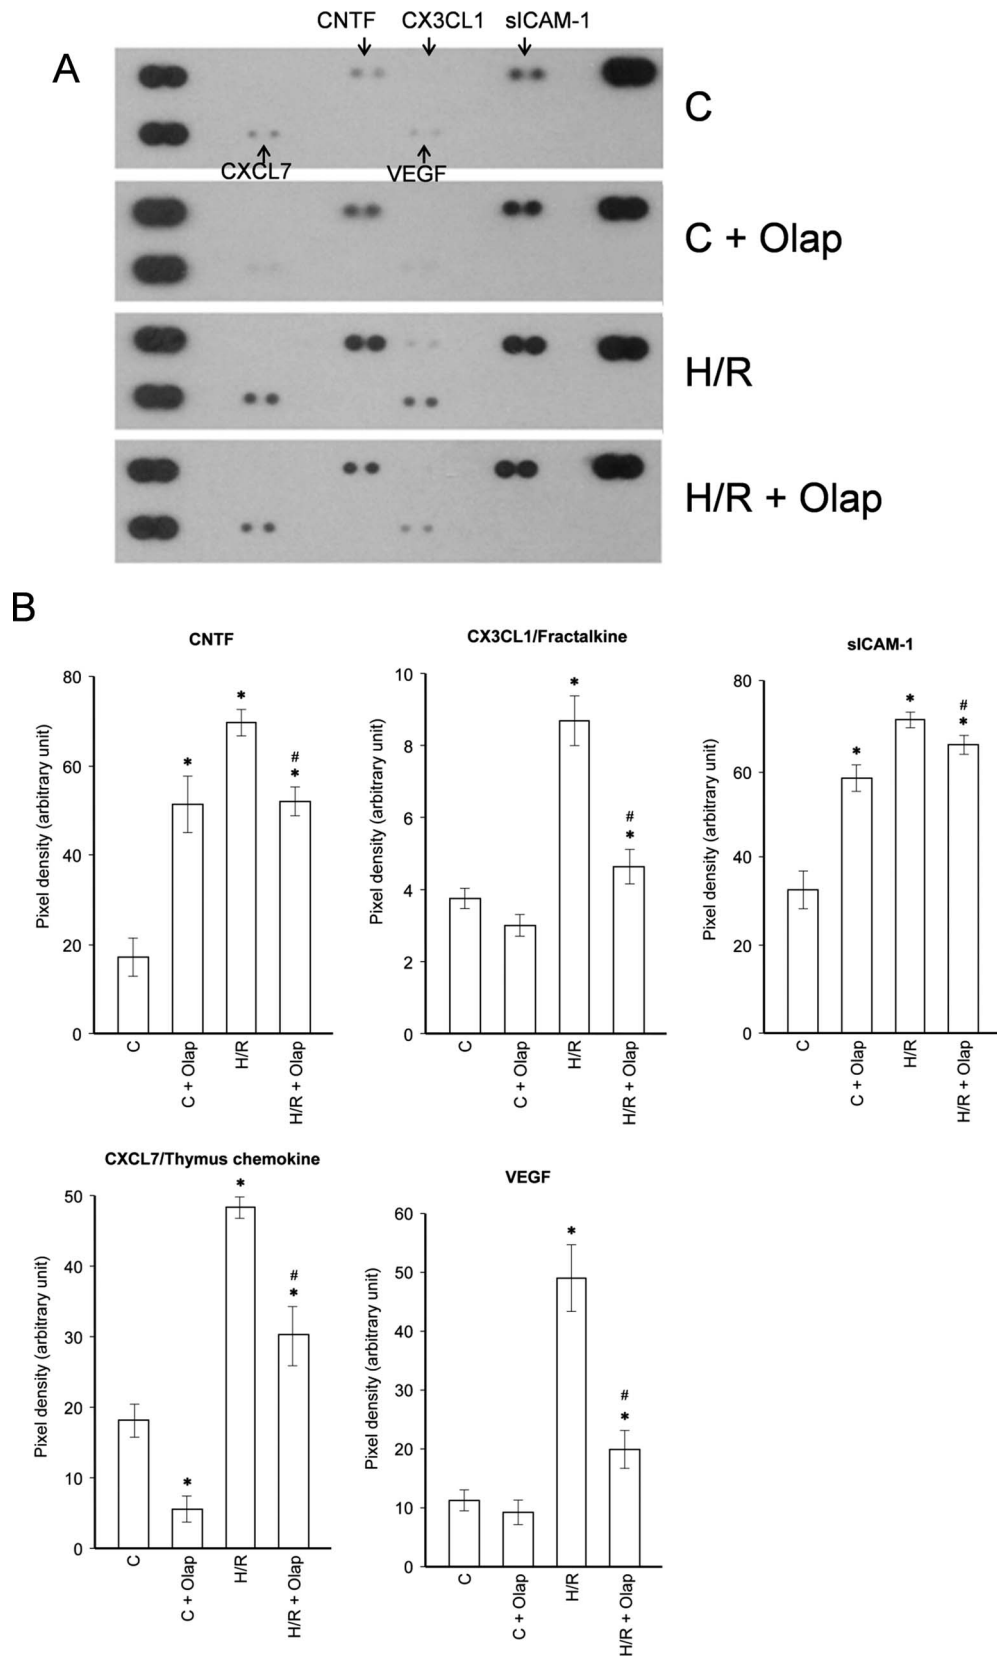 CNTF CX3CL1 sICAM-1
A
C
CXCL7 VEGF
C + Olap
H/R
H/R + Olap
B
CNTF
Pixel density (arbitrary unit)
80
60
40
20
0
C
C + Olap
H/R
H/R + Olap
*
*
#
*
CX3CL1/Fractalkine
Pixel density (arbitrary unit)
10
8
6
4
2
0
C
C + Olap
H/R
H/R + Olap
*
#
*
sICAM-1
Pixel density (arbitrary unit)
80
60
40
20
0
C
C + Olap
H/R
H/R + Olap
*
*
#
*
CXCL7/Thymus chemokine
Pixel density (arbitrary unit)
50
40
30
20
10
0
C
C + Olap
H/R
H/R + Olap
*
*
#
*
VEGF
Pixel density (arbitrary unit)
60
50
40
30
20
10
0
C
C + Olap
H/R
H/R + Olap
*
#
*